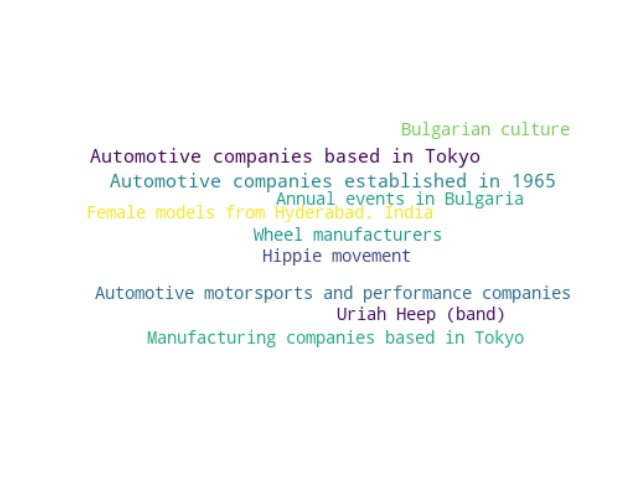 Bulgarian culture
Automotive companies based in Tokyo
Automotive companies established in 1965
Annual events in Bulgaria
Female models from Hyderabad, India
Wheel manufacturers
Hippie movement
Automotive motorsports and performance companies
Uriah Heep (band)
Manufacturing companies based in Tokyo